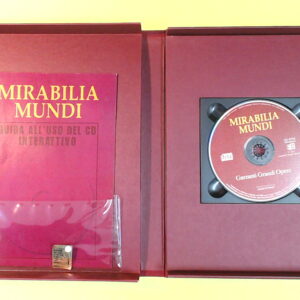 MIRABILIA
MUNDI
GUIDA ALL'USO DEL CD
INTERATTIVO
MIRABILIA
MUNDI
Garzanti Grandi Opere